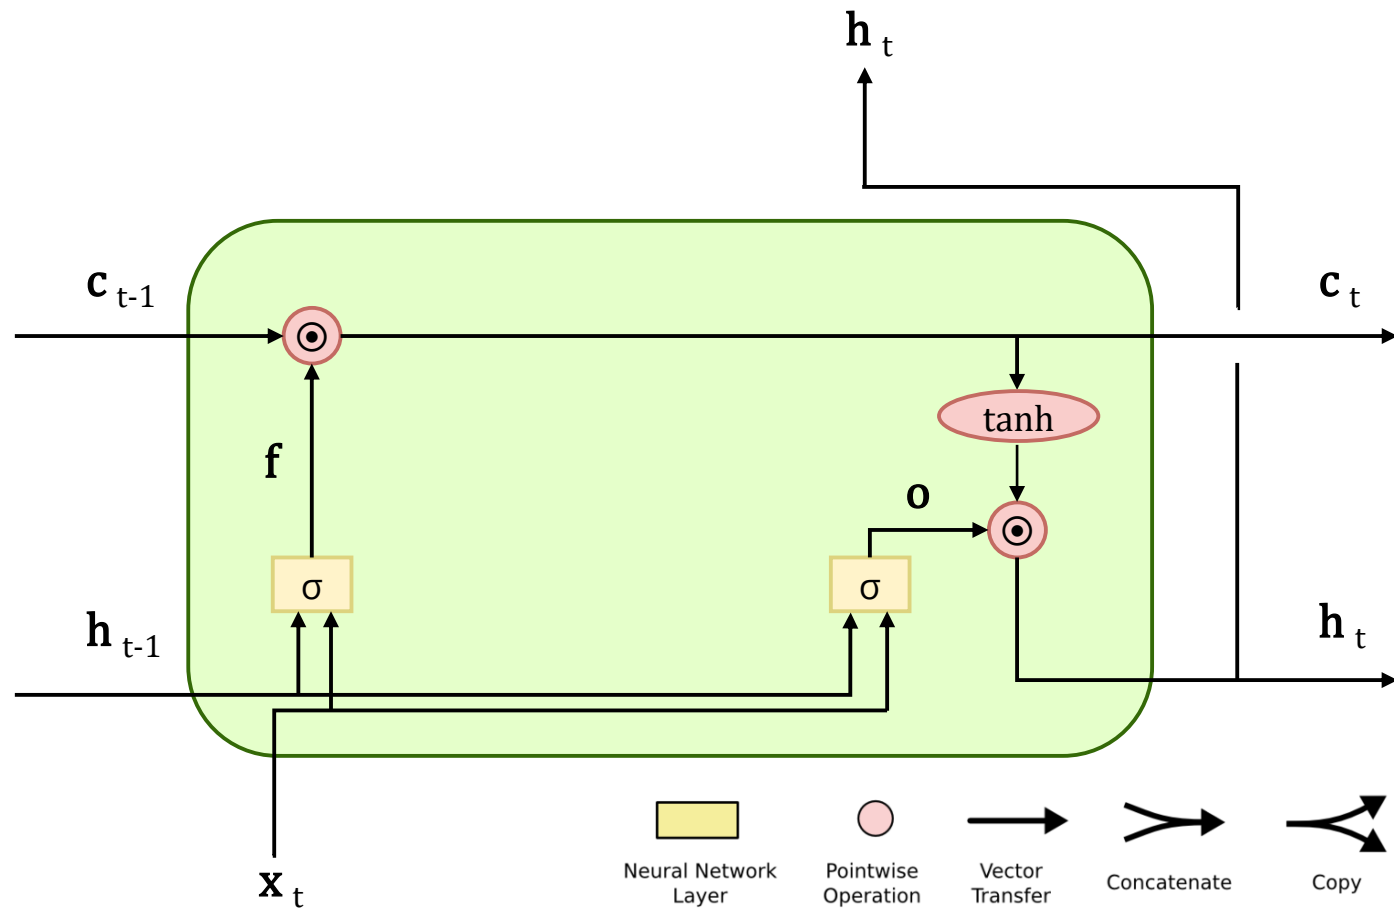 h t
c t-1
c t
tanh
f
o
σ
σ
h t-1
h t
x t
Neural Network
Layer
Pointwise
Operation
Vector
Transfer
Concatenate
Copy